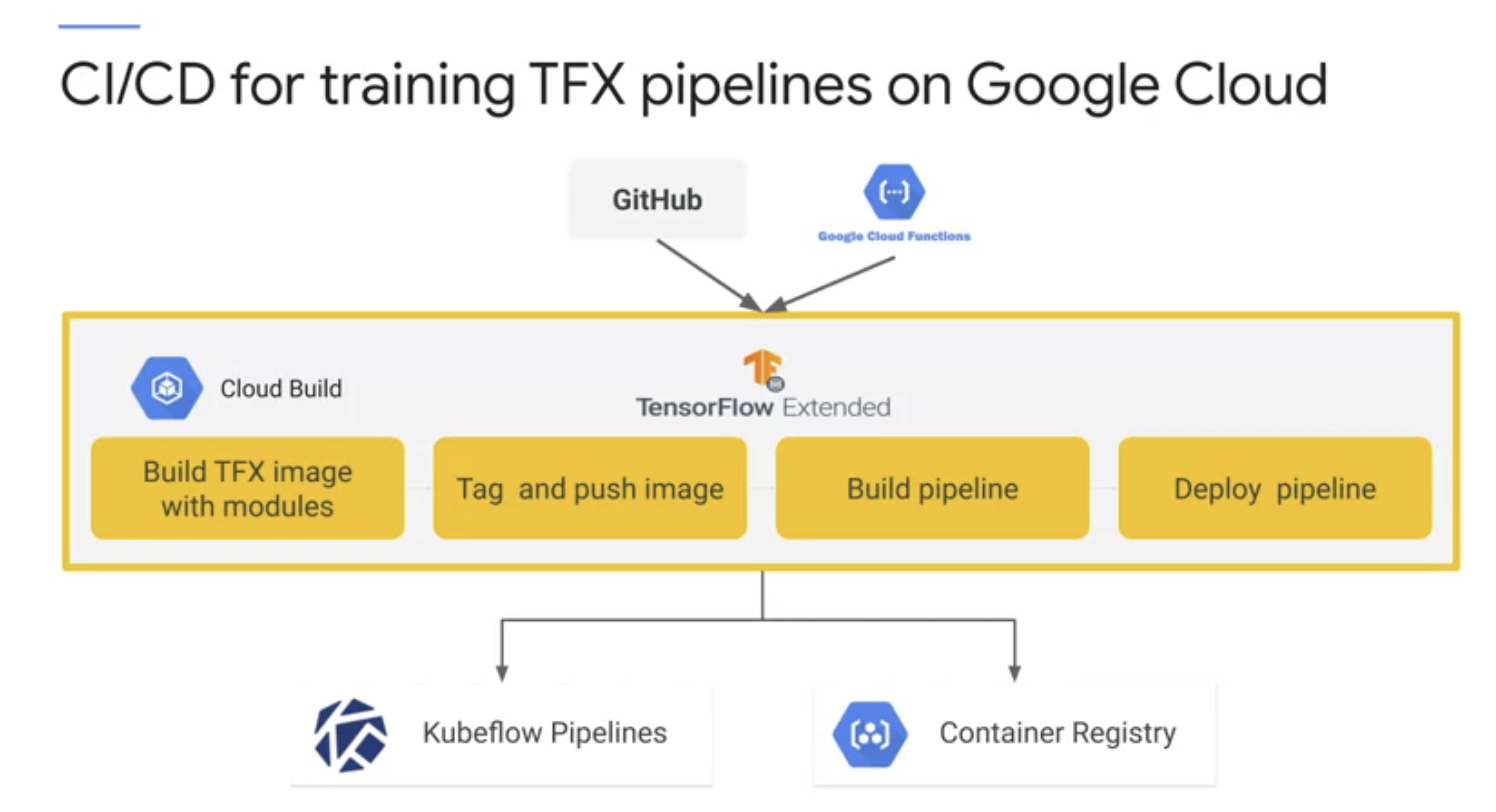 CI/CD for training TFX pipelines on Google Cloud
GitHub
Google Cloud Functions
Cloud Build
TensorFlow Extended
Build TFX image
with modules
Tag and push image
Build pipeline
Deploy pipeline
Kubeflow Pipelines
Container Registry